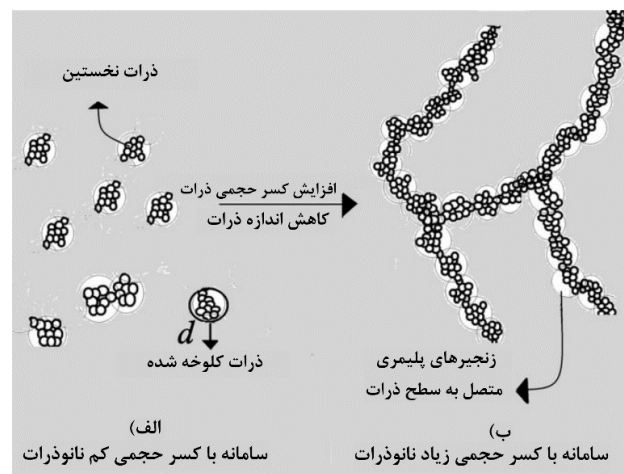 ذرات نخستین
افزایش کسر حجمی ذرات
کاهش اندازه ذرات
d
ذرات کلوخه شده
زنجیرهای پلیمری
متصل به سطح ذرات
الف)
سامانه با کسر حجمی کم نانوذرات
ب)
سامانه با کسر حجمی زیاد نانوذرات